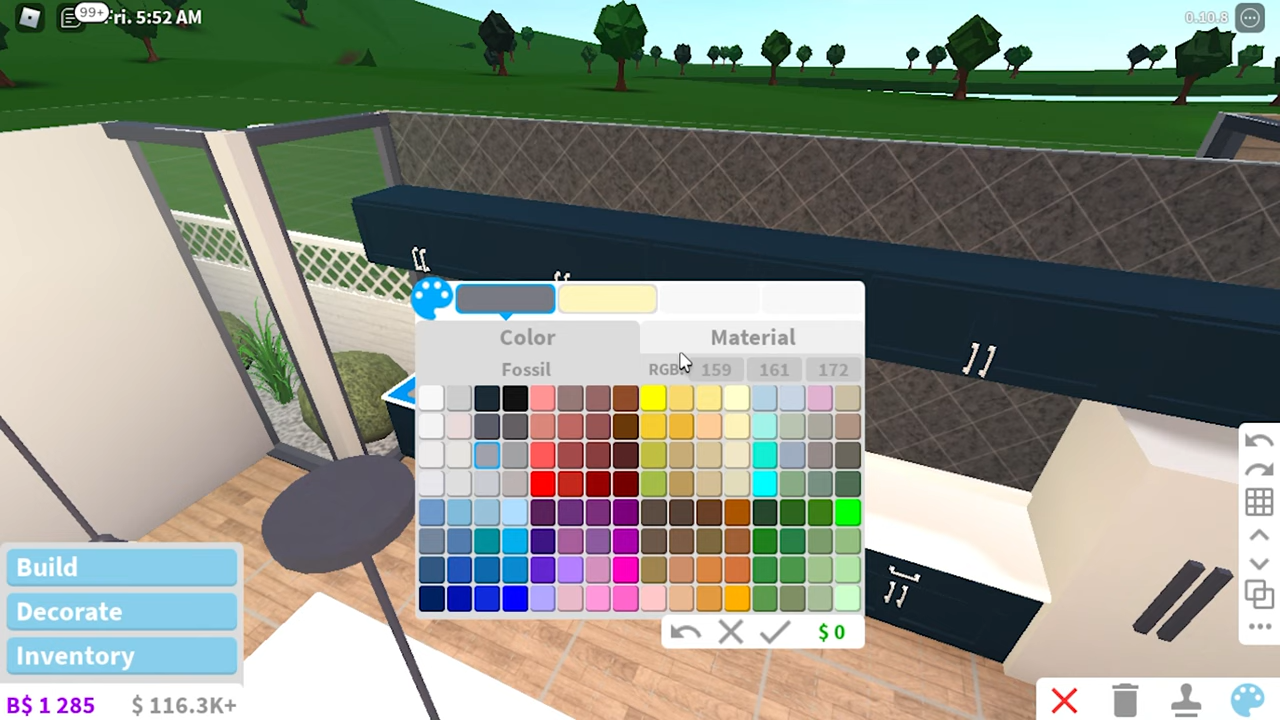 99+
Fri. 5:52 AM
0.10.8
Color
Material
Fossil
RGB: 159 161 172
Build
Decorate
Inventory
$ 0
B$ 1 285
$ 116.3K+